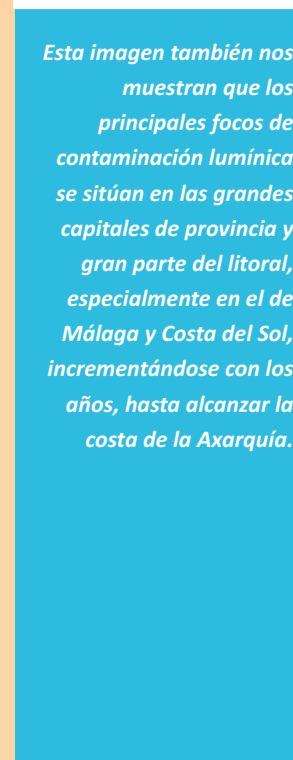 Esta imagen también nos
muestran que los
principales focos de
contaminación lumínica
se sitúan en las grandes
capitales de provincia y
gran parte del litoral,
especialmente en el de
Málaga y Costa del Sol,
incrementándose con los
años, hasta alcanzar la
costa de la Axarquía.